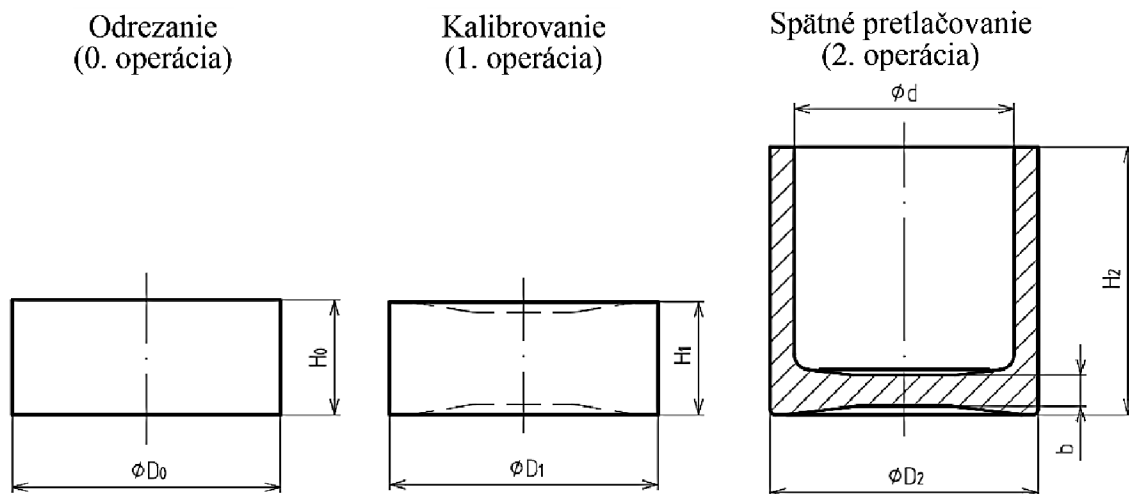 Odrezanie
(0. operácia)
Kalibrovanie
(1. operácia)
Spätné pretlačovanie
(2. operácia)
ϕd
H₀
H₁
H₂
b
ϕD₀
ϕD₁
ϕD₂